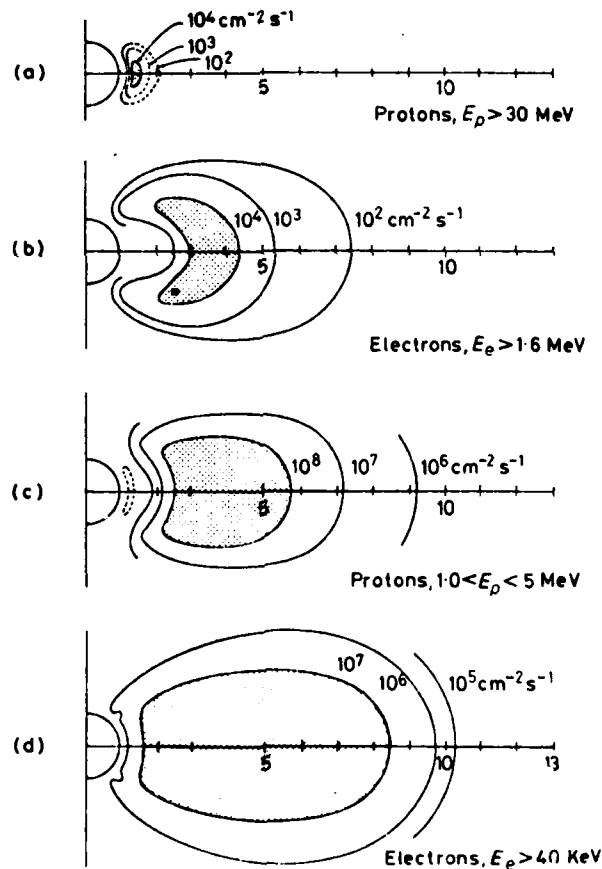 10⁴ cm⁻² s⁻¹
10³
10²
(a)
5
10
Protons, Eₚ > 30 MeV
(b)
10⁴
10³
10² cm⁻² s⁻¹
5
10
Electrons, Eₑ > 1·6 MeV
(c)
10⁸
10⁷
10⁶ cm⁻² s⁻¹
5
10
Protons, 1·0 < Eₚ < 5 MeV
(d)
10⁷
10⁶
10⁵ cm⁻² s⁻¹
5
10
13
Electrons, Eₑ > 40 KeV